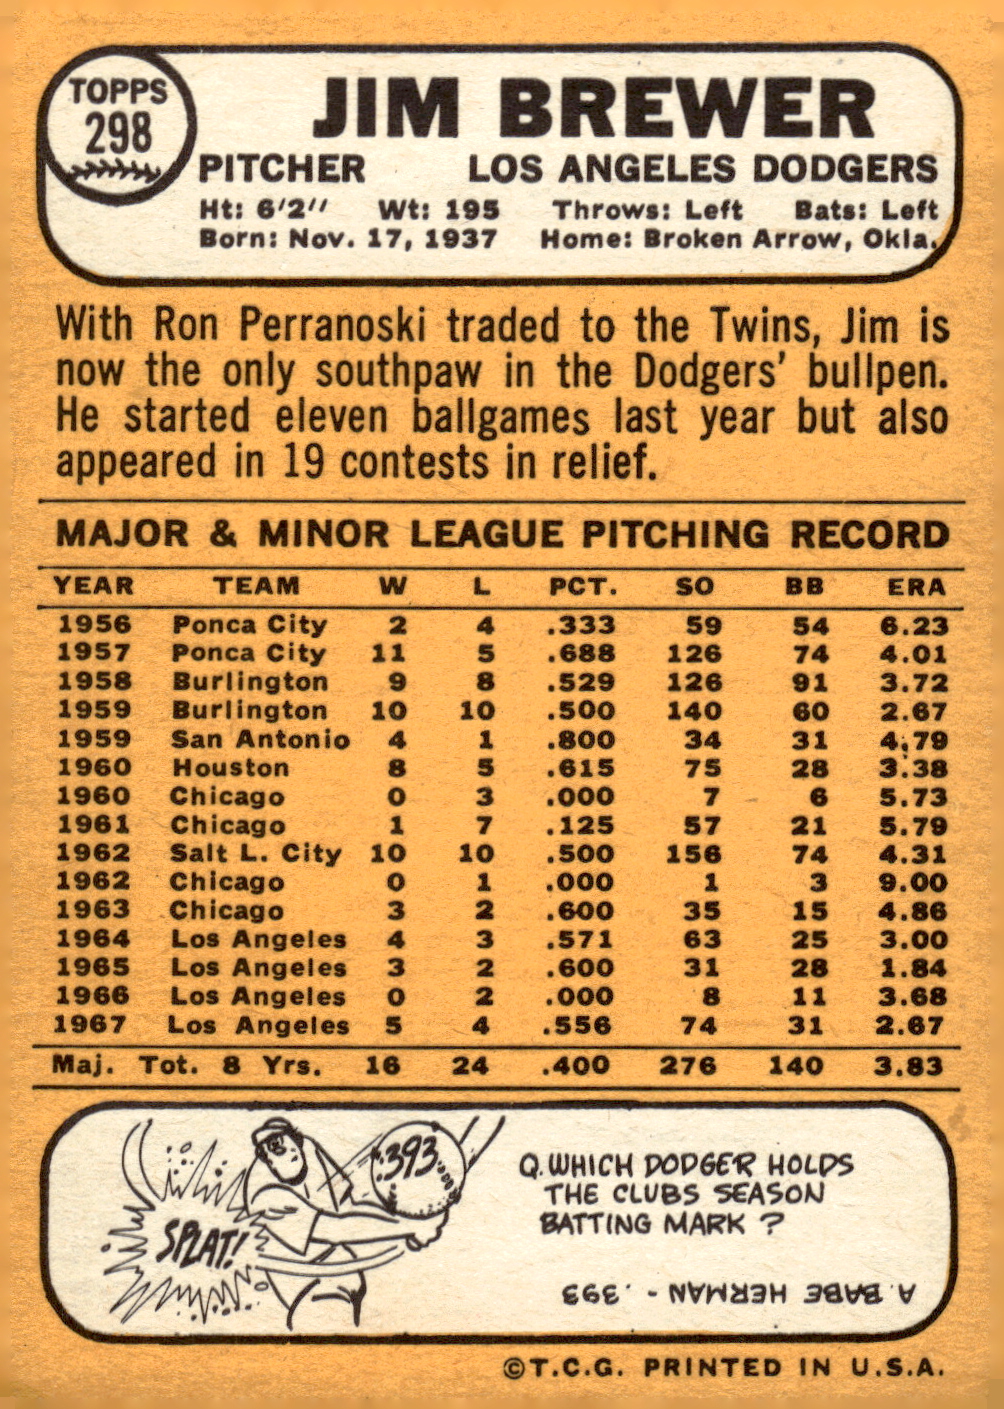 TOPPS
298
JIM BREWER
PITCHER LOS ANGELES DODGERS
Ht: 6'2" Wt: 195 Throws: Left Bats: Left
Born: Nov. 17, 1937 Home: Broken Arrow, Okla.
With Ron Perranoski traded to the Twins, Jim is
now the only southpaw in the Dodgers' bullpen.
He started eleven ballgames last year but also
appeared in 19 contests in relief.
MAJOR & MINOR LEAGUE PITCHING RECORD
YEAR TEAM W L PCT. SO BB ERA
1956 Ponca City 2 4 .333 59 54 6.23
1957 Ponca City 11 5 .688 126 74 4.01
1958 Burlington 9 8 .529 126 91 3.72
1959 Burlington 10 10 .500 140 60 2.67
1959 San Antonio 4 1 .800 34 31 4.79
1960 Houston 8 5 .615 75 28 3.38
1960 Chicago 0 3 .000 7 6 5.73
1961 Chicago 1 7 .125 57 21 5.79
1962 Salt L. City 10 10 .500 156 74 4.31
1962 Chicago 0 1 .000 1 3 9.00
1963 Chicago 3 2 .600 35 15 4.86
1964 Los Angeles 4 3 .571 63 25 3.00
1965 Los Angeles 3 2 .600 31 28 1.84
1966 Los Angeles 0 2 .000 8 11 3.68
1967 Los Angeles 5 4 .556 74 31 2.67
Maj. Tot. 8 Yrs. 16 24 .400 276 140 3.83
.393
SPLAT!
Q. WHICH DODGER HOLDS
THE CLUBS SEASON
BATTING MARK ?
A. BABE HERMAN - .393
©T.C.G. PRINTED IN U.S.A.